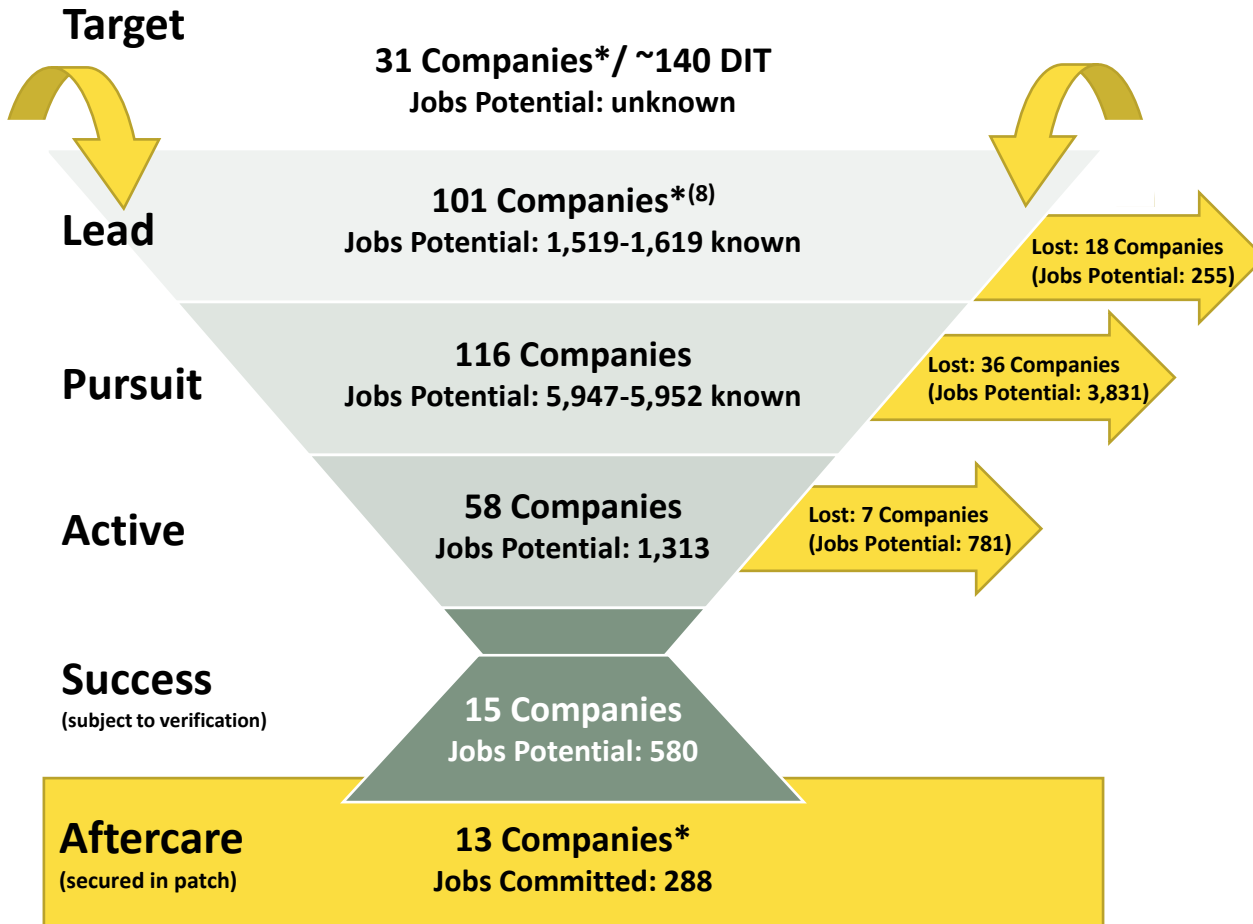 Target
31 Companies*/ ~140 DIT
Jobs Potential: unknown
Lead
101 Companies*(8)
Jobs Potential: 1,519-1,619 known
Lost: 18 Companies
(Jobs Potential: 255)
Pursuit
116 Companies
Jobs Potential: 5,947-5,952 known
Lost: 36 Companies
(Jobs Potential: 3,831)
Active
58 Companies
Jobs Potential: 1,313
Lost: 7 Companies
(Jobs Potential: 781)
Success
(subject to verification)
15 Companies
Jobs Potential: 580
Aftercare
(secured in patch)
13 Companies*
Jobs Committed: 288